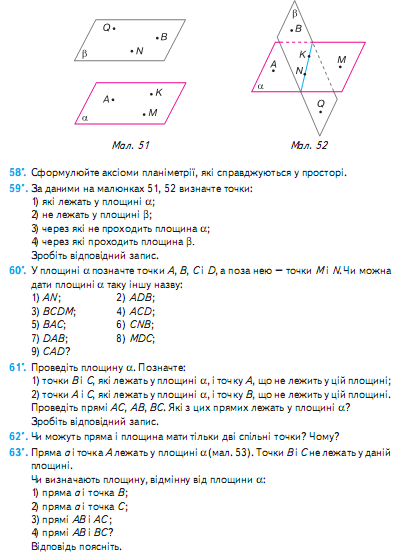 Q
B
N
β
A
K
M
α
Мал. 51
β
B
K
A
N
M
α
Q
Мал. 52
58°. Сформулюйте аксіоми планіметрії, які справджуються у просторі.
59°. За даними на малюнках 51, 52 визначте точки:
1) які лежать у площині α;
2) не лежать у площині β;
3) через які не проходить площина α;
4) через які проходить площина β.
Зробіть відповідний запис.
60°. У площині α позначте точки A, B, C і D, а поза нею — точки M і N. Чи можна
дати площині α таку іншу назву:
1) AN; 2) ADB;
3) BCDM; 4) ACD;
5) BAC; 6) CNB;
7) DAB; 8) MDC;
9) CAD?
61°. Проведіть площину α. Позначте:
1) точки B і C, які лежать у площині α, і точку A, що не лежить у цій площині;
2) точки A і C, які лежать у площині α, і точку B, що не лежить у цій площині.
Проведіть прямі AC, AB, BC. Які з цих прямих лежать у площині α?
Зробіть відповідний запис.
62°. Чи можуть пряма і площина мати тільки дві спільні точки? Чому?
63°. Пряма a і точка A лежать у площині α (мал. 53). Точки B і C не лежать у даній
площині.
Чи визначають площину, відмінну від площини α:
1) пряма a і точка B;
2) пряма a і точка C;
3) прямі AB і AC;
4) прямі AB і BC?
Відповідь поясніть.